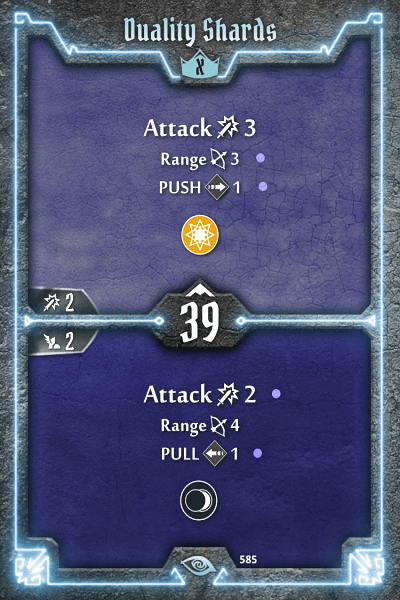 Duality Shards
X
Attack 3
Range 3
PUSH 1
2
39
2
Attack 2
Range 4
PULL 1
585